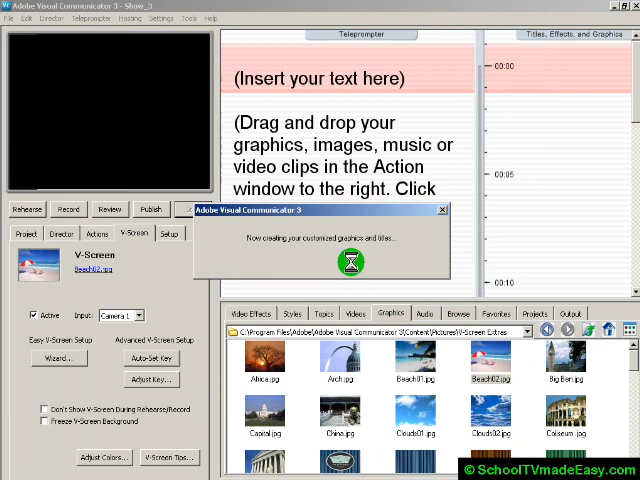 Adobe Visual Communicator 3 - Show_3
File Edit Director Teleprompter Hosting Settings Tools Help
Teleprompter
Titles, Effects, and Graphics
(Insert your text here)
00:00
(Drag and drop your
graphics, images, music or
video clips in the Action
window to the right. Click
00:05
00:10
Rehearse Record Review Publish
Adobe Visual Communicator 3
Now creating your customized graphics and titles...
Project Director Actions V-Screen Setup
V-Screen
Beach02.jpg
Active Input: Camera 1
Easy V-Screen Setup Advanced V-Screen Setup
Wizard... Auto-Set Key
Adjust Key...
Don't Show V-Screen During Rehearse/Record
Freeze V-Screen Background
Adjust Colors... V-Screen Tips...
Video Effects Styles Topics Videos Graphics Audio Browse Favorites Projects Output
C:\Program Files\Adobe\Adobe Visual Communicator 3\Content\Pictures\V-Screen Extras
Africa.jpg Arch.jpg Beach01.jpg Beach02.jpg Big Ben.jpg
Capital.jpg China.jpg Clouds01.jpg Clouds02.jpg Coliseum .jpg
© SchoolTVmadeEasy.com